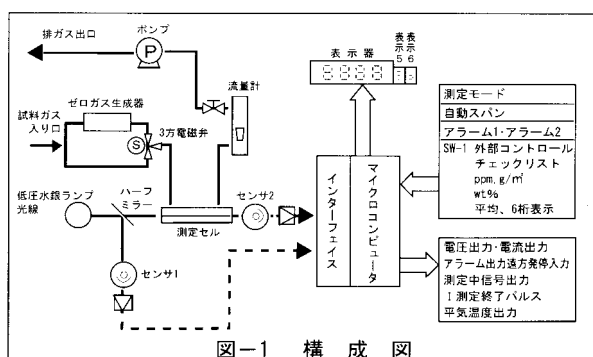 排ガス出口
ポンプ
P
流量計
ゼロガス生成器
試料ガス
入り口
3方電磁弁
S
低圧水銀ランプ
光線
ハーフ
ミラー
測定セル
センサ2
センサ1
表示器
8888
表示5
表示6
インターフェイス
マイクロコンピュータ
測定モード
自動スパン
アラーム1・アラーム2
SW-1 外部コントロール
チェックリスト
ppm,g/㎥
wt%
平均、6桁表示
電圧出力・電流出力
アラーム出力遠方発停入力
測定中信号出力
I 測定終了パルス
平気温度出力
図-1 構成図